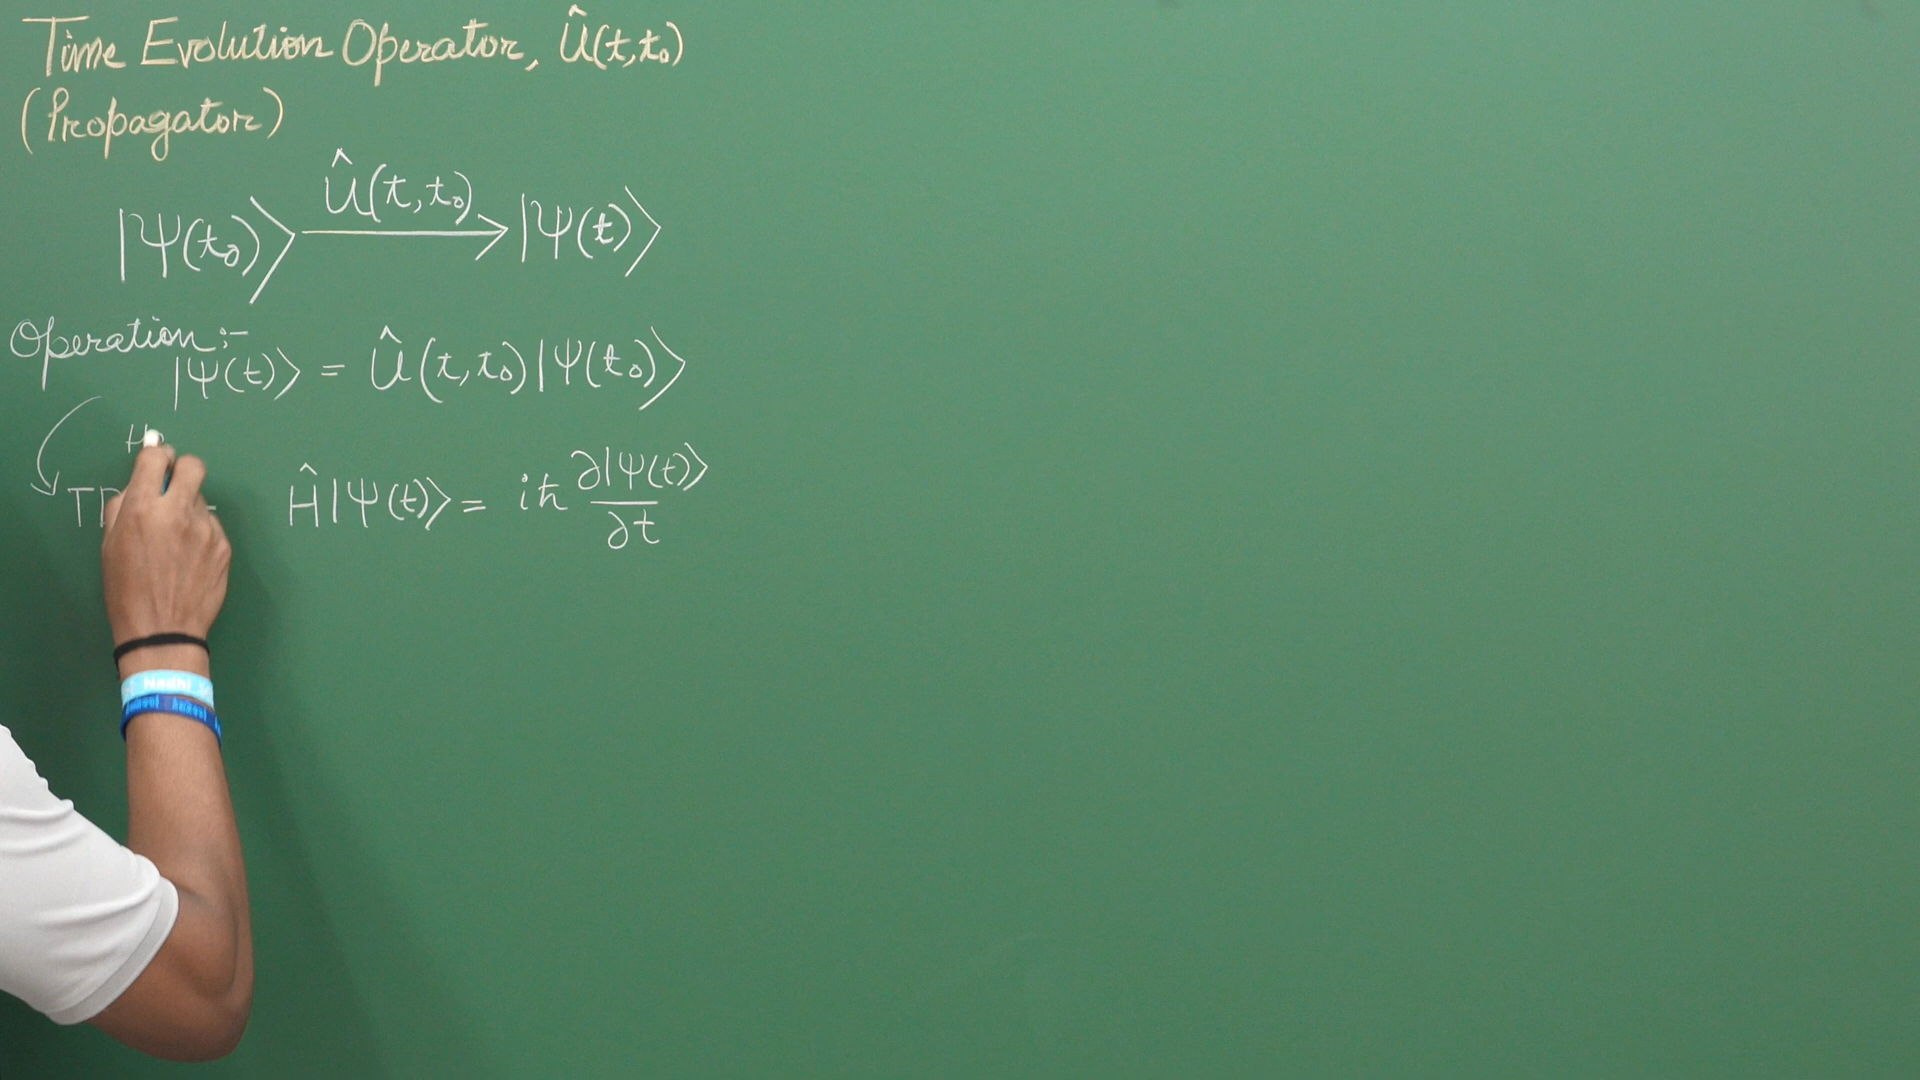 Time Evolution Operator, Û(t,t₀)
(Propagator)
|Ψ(t₀)⟩ —Û(t,t₀)→ |Ψ(t)⟩
Operation:-
|Ψ(t)⟩ = Û(t,t₀)|Ψ(t₀)⟩
Ĥ|Ψ(t)⟩ = iħ ∂|Ψ(t)⟩/∂t